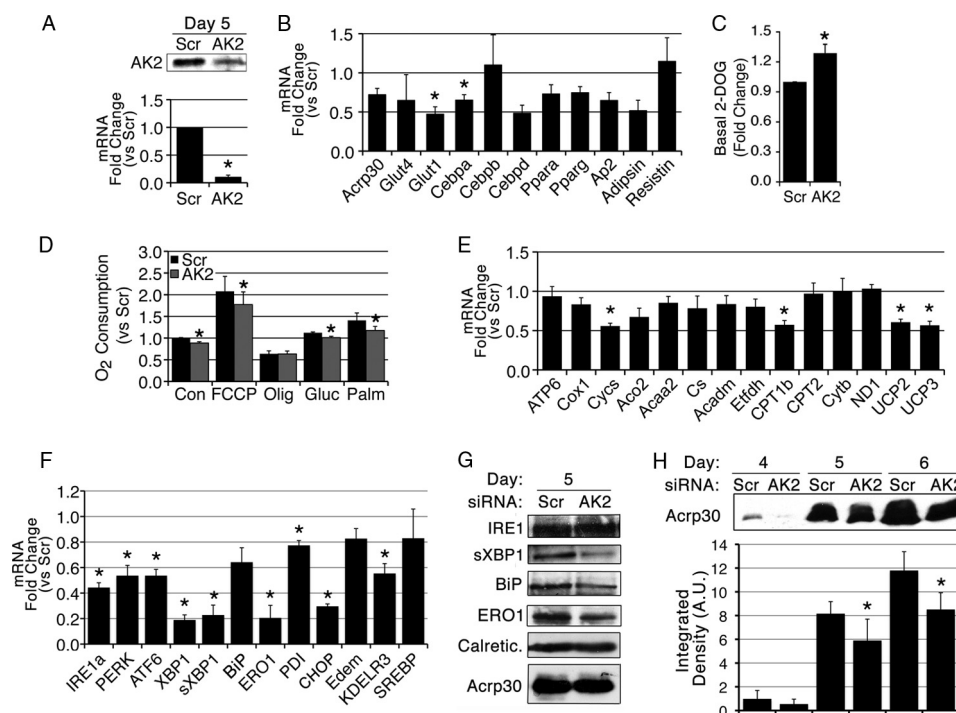 A
Day 5
Scr AK2
AK2
mRNA
Fold Change
(vs Scr)
1.5
1.0
0.5
0.0
*
Scr AK2
B
mRNA
Fold Change
(vs Scr)
1.5
1.0
0.5
0.0
* *
Acrp30 Glut4 Glut1 Cebpa Cebpb Cebpd Ppara Pparg Ap2 Adipsin Resistin
C
Basal 2-DOG
(Fold Change)
1.5
1.2
0.9
0.6
0.3
0.0
*
Scr AK2
D
O2 Consumption
(vs Scr)
3.0
2.5
2.0
1.5
1.0
0.5
0.0
Scr
AK2
* * * *
Con FCCP Olig Gluc Palm
E
mRNA
Fold Change
(vs Scr)
1.5
1.0
0.5
0.0
* * * *
ATP6 Cox1 Cycs Aco2 Acaa2 Cs Acadm Etfdh CPT1b CPT2 Cytb ND1 UCP2 UCP3
F
mRNA
Fold Change
(vs Scr)
1.2
1.0
0.8
0.6
0.4
0.2
0
* * * * * * * * *
IRE1a PERK ATF6 XBP1 sXBP1 BiP ERO1 PDI CHOP Edem KDELR3 SREBP
G
Day: 5
siRNA: Scr AK2
IRE1
sXBP1
BiP
ERO1
Calretic.
Acrp30
H
Day: 4 5 6
siRNA: Scr AK2 Scr AK2 Scr AK2
Acrp30
Integrated
Density (A.U.)
14
12
10
8
6
4
2
0
* *